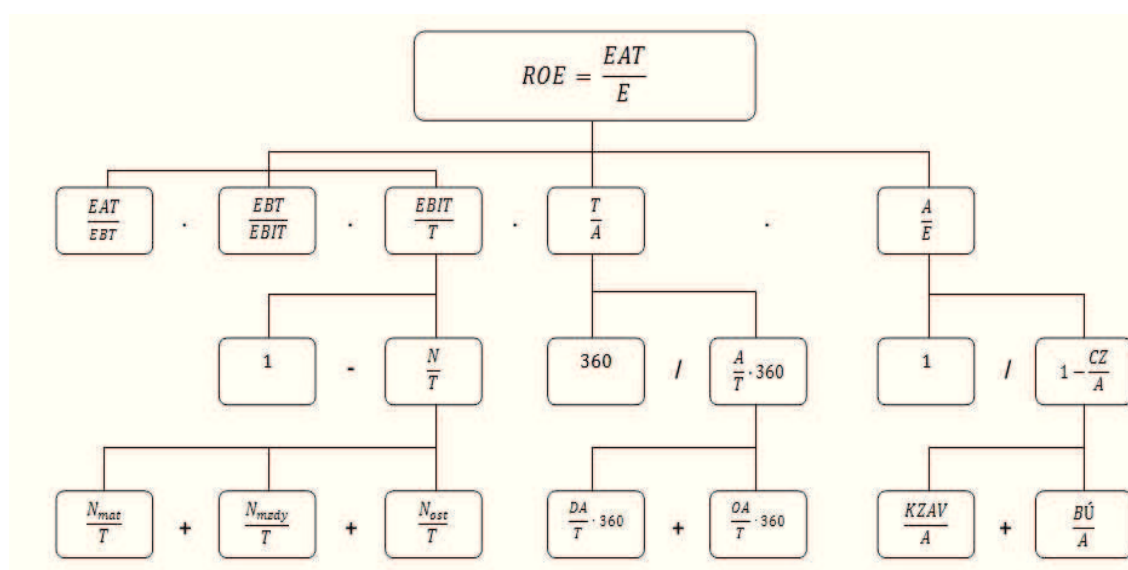 ROE = EAT / E
EAT / EBT · EBT / EBIT · EBIT / T · T / A · A / E
1 - N / T 360 / A / T · 360 1 / 1 − CZ / A
N_mat / T + N_mzdy / T + N_ost / T DA / T · 360 + OA / T · 360 KZAV / A + BÚ / A